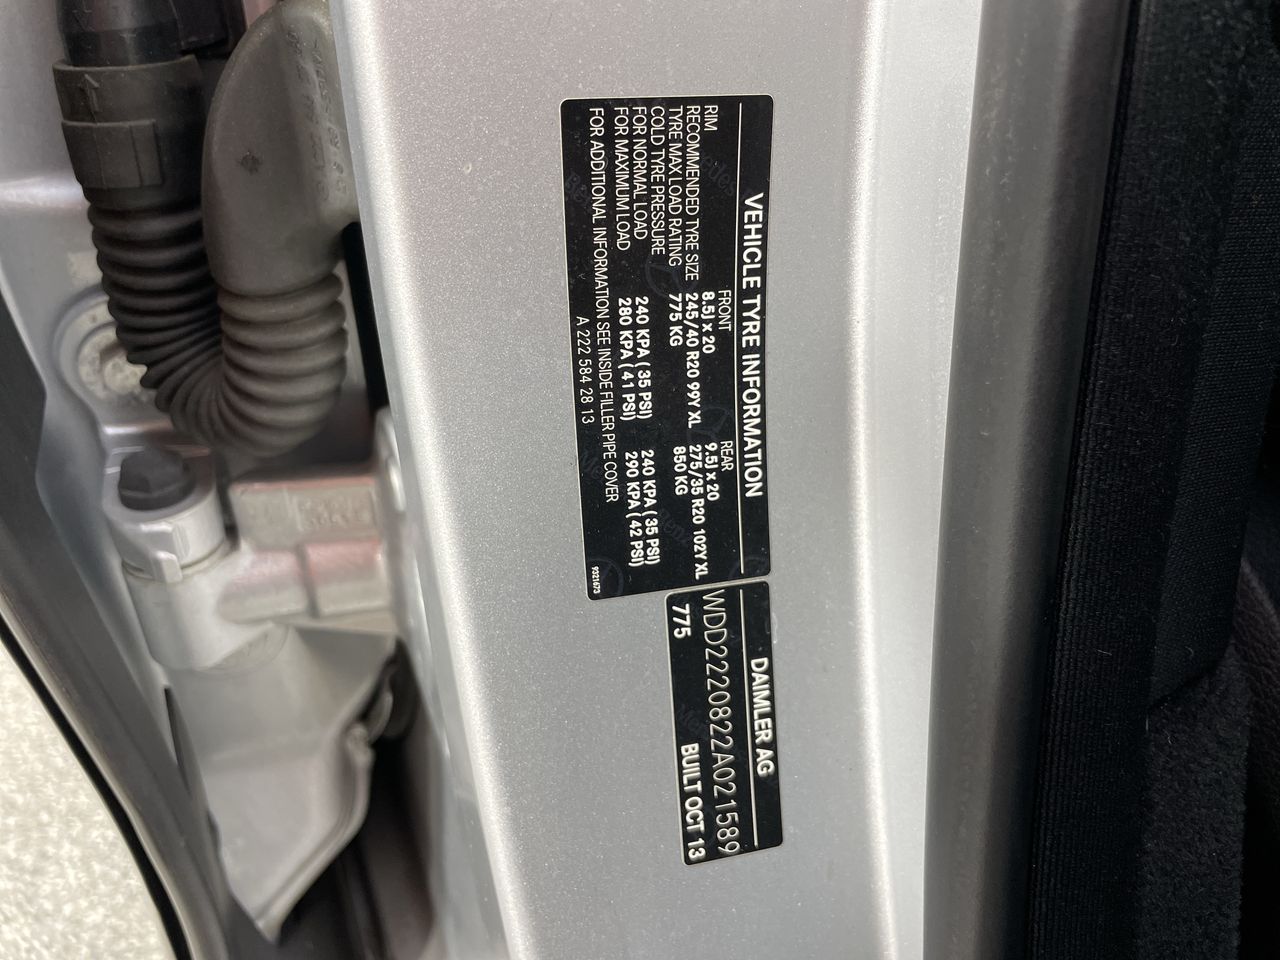 VEHICLE TYRE INFORMATION
FRONT REAR
RIM 8.5J x 20 9.5J x 20
RECOMMENDED TYRE SIZE 245/40 R20 99Y XL 275/35 R20 102Y XL
TYRE MAX LOAD RATING 775 KG 850 KG
COLD TYRE PRESSURE
FOR NORMAL LOAD 240 KPA ( 35 PSI) 240 KPA ( 35 PSI)
FOR MAXIMUM LOAD 280 KPA ( 41 PSI) 290 KPA ( 42 PSI)
FOR ADDITIONAL INFORMATION SEE INSIDE FILLER PIPE COVER
A 222 584 28 13
9321673
DAIMLER AG
WDD2220822A021589
775 BUILT OCT 13